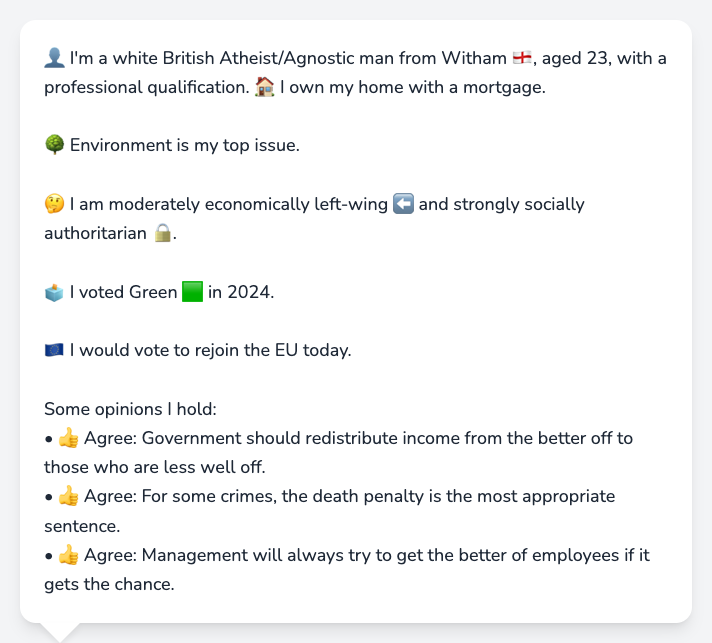 👤 I'm a white British Atheist/Agnostic man from Witham 🏴󠁧󠁢󠁥󠁮󠁧󠁿, aged 23, with a
professional qualification. 🏠 I own my home with a mortgage.
🌳 Environment is my top issue.
🤔 I am moderately economically left-wing ⬅️ and strongly socially
authoritarian 🔒.
🗳️ I voted Green 🟩 in 2024.
🇪🇺 I would vote to rejoin the EU today.
Some opinions I hold:
• 👍 Agree: Government should redistribute income from the better off to
those who are less well off.
• 👍 Agree: For some crimes, the death penalty is the most appropriate
sentence.
• 👍 Agree: Management will always try to get the better of employees if it
gets the chance.